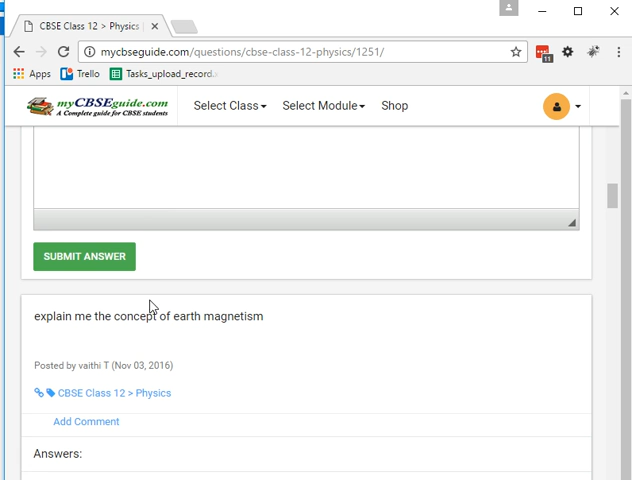 CBSE Class 12 > Physics
mycbseguide.com/questions/cbse-class-12-physics/1251/
11
Apps
Trello
Tasks_upload_record.
myCBSEguide.com
A Complete guide for CBSE students
Select Class
Select Module
Shop
SUBMIT ANSWER
explain me the concept of earth magnetism
Posted by vaithi T (Nov 03, 2016)
CBSE Class 12 > Physics
Add Comment
Answers: